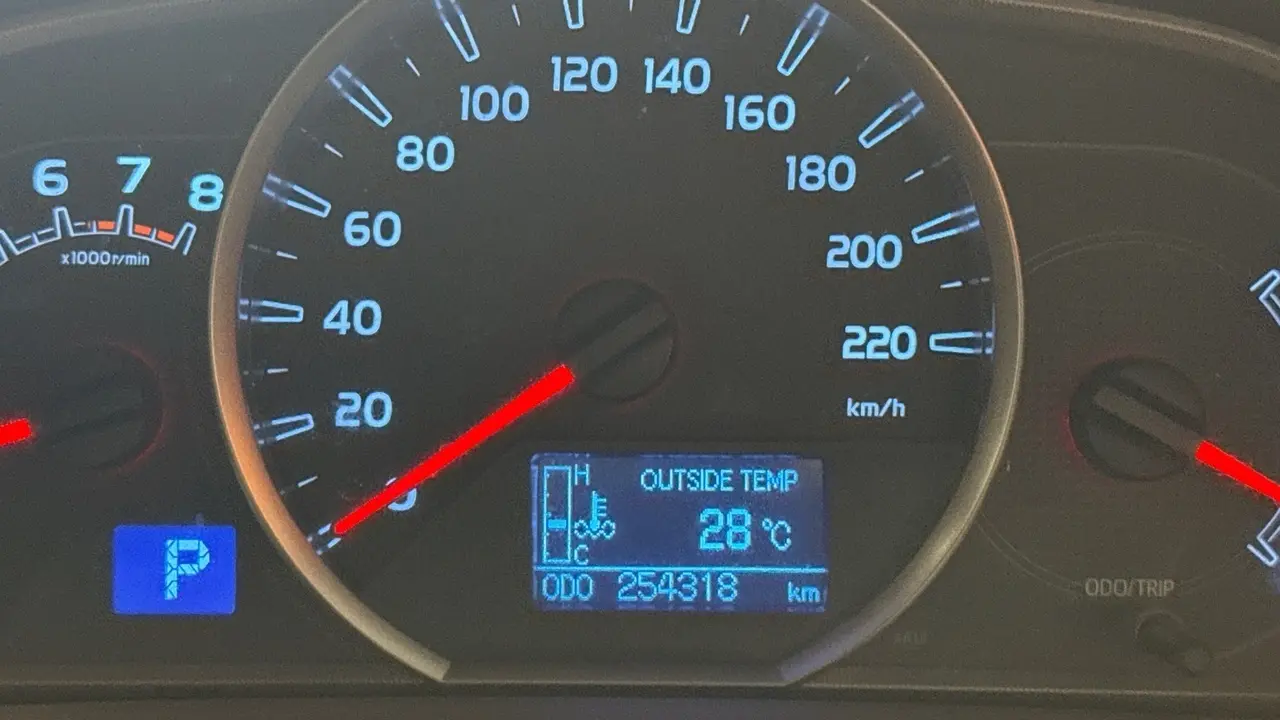 6 7 8
x1000r/min
0 20 40 60 80 100 120 140 160 180 200 220
km/h
P
H
C
OUTSIDE TEMP
28 °C
ODO 254318 km
ODO/TRIP